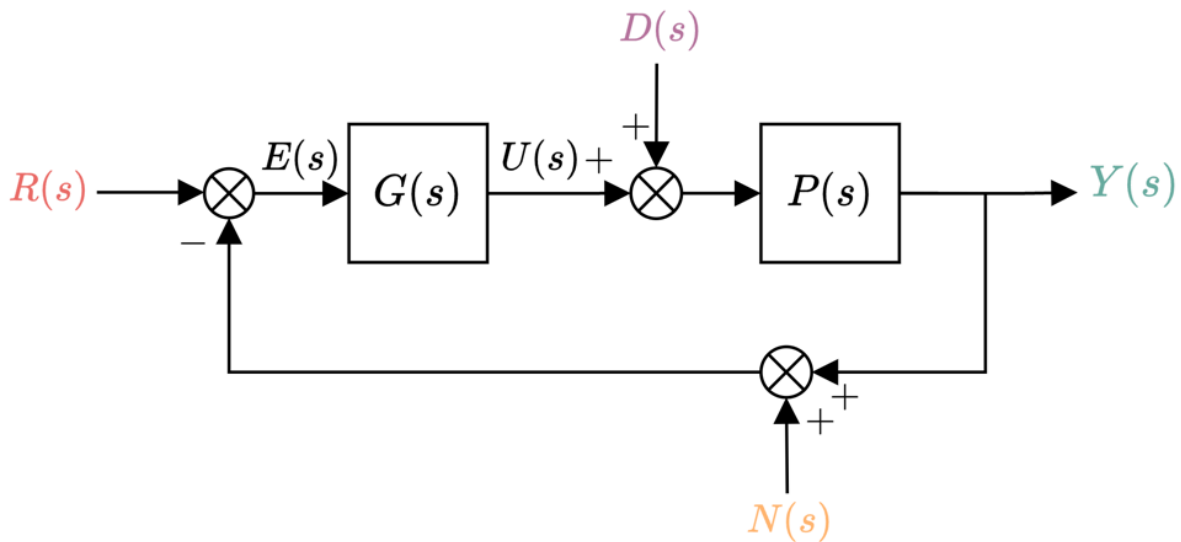 D(s)
+
E(s)
U(s) +
R(s)
G(s)
P(s)
Y(s)
−
+
+
N(s)